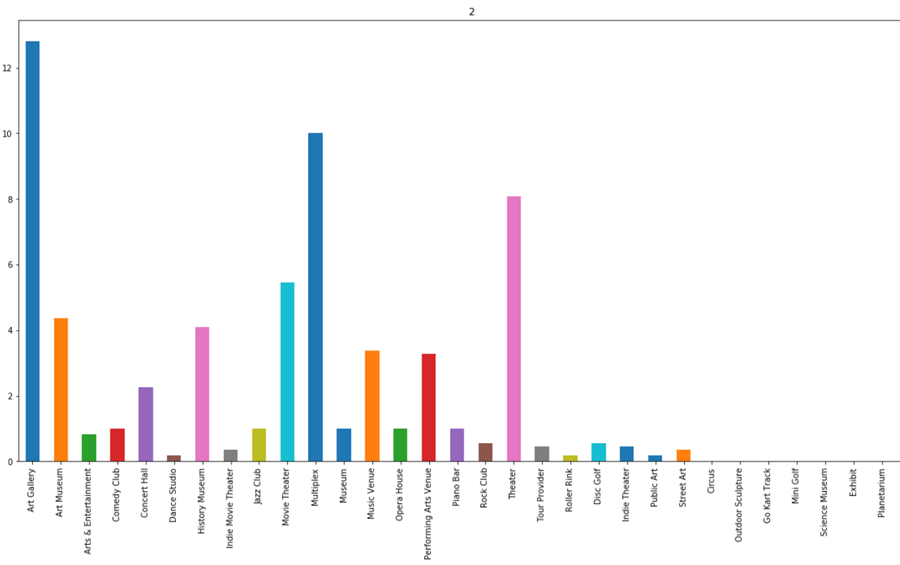 2
12
10
8
6
4
2
0
Art Gallery
Art Museum
Arts & Entertainment
Comedy Club
Concert Hall
Dance Studio
History Museum
Indie Movie Theater
Jazz Club
Movie Theater
Multiplex
Museum
Music Venue
Opera House
Performing Arts Venue
Piano Bar
Rock Club
Theater
Tour Provider
Roller Rink
Disc Golf
Indie Theater
Public Art
Street Art
Circus
Outdoor Sculpture
Go Kart Track
Mini Golf
Science Museum
Exhibit
Planetarium